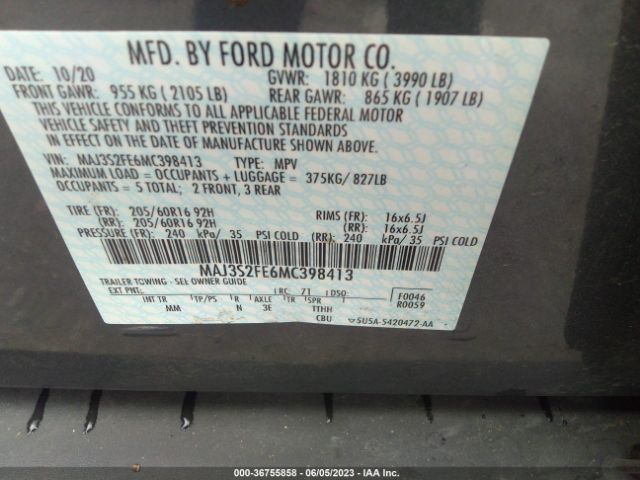 MFD. BY FORD MOTOR CO.
DATE: 10/20 GVWR: 1810 KG ( 3990 LB)
FRONT GAWR: 955 KG ( 2105 LB) REAR GAWR: 865 KG ( 1907 LB)
THIS VEHICLE CONFORMS TO ALL APPLICABLE FEDERAL MOTOR
VEHICLE SAFETY AND THEFT PREVENTION STANDARDS
IN EFFECT ON THE DATE OF MANUFACTURE SHOWN ABOVE.
VIN: MAJ3S2FE6MC398413 TYPE: MPV
MAXIMUM LOAD = OCCUPANTS + LUGGAGE = 375KG/ 827LB
OCCUPANTS = 5 TOTAL; 2 FRONT, 3 REAR
TIRE (FR): 205/60R16 92H RIMS (FR): 16x6.5J
(RR): 205/60R16 92H (RR): 16x6.5J
PRESSURE (FR): 240 kPa/ 35 PSI COLD (RR): 240 kPa/ 35 PSI COLD
MAJ3S2FE6MC398413
TRAILER TOWING - SEE OWNER GUIDE
EXT PNT: RC: 71 DSO: F0046
INT TR TP/PS R AXLE TR SPR R0059
MM N 3E TTHH
CBU SU5A-5420472-AA
000-36755858 - 06/05/2023 - IAA Inc.